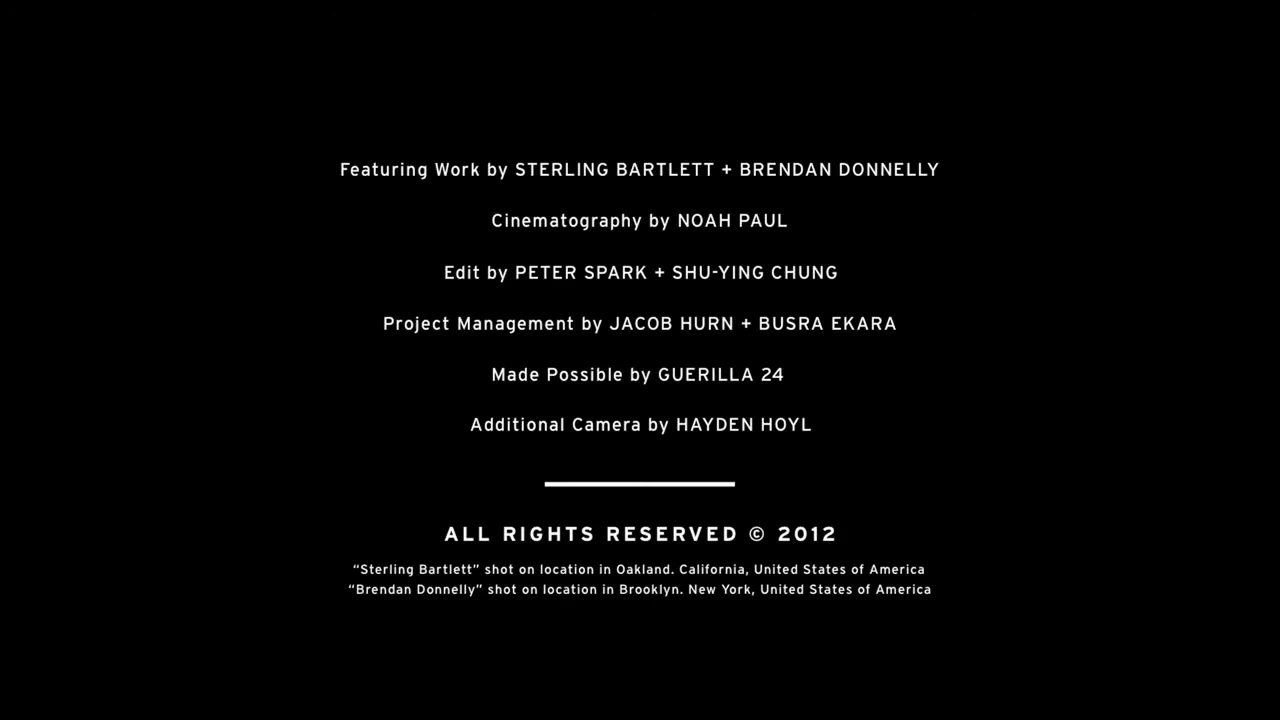 Featuring Work by STERLING BARTLETT + BRENDAN DONNELLY
Cinematography by NOAH PAUL
Edit by PETER SPARK + SHU-YING CHUNG
Project Management by JACOB HURN + BUSRA EKARA
Made Possible by GUERILLA 24
Additional Camera by HAYDEN HOYL
ALL RIGHTS RESERVED © 2012
“Sterling Bartlett” shot on location in Oakland. California, United States of America
“Brendan Donnelly” shot on location in Brooklyn. New York, United States of America